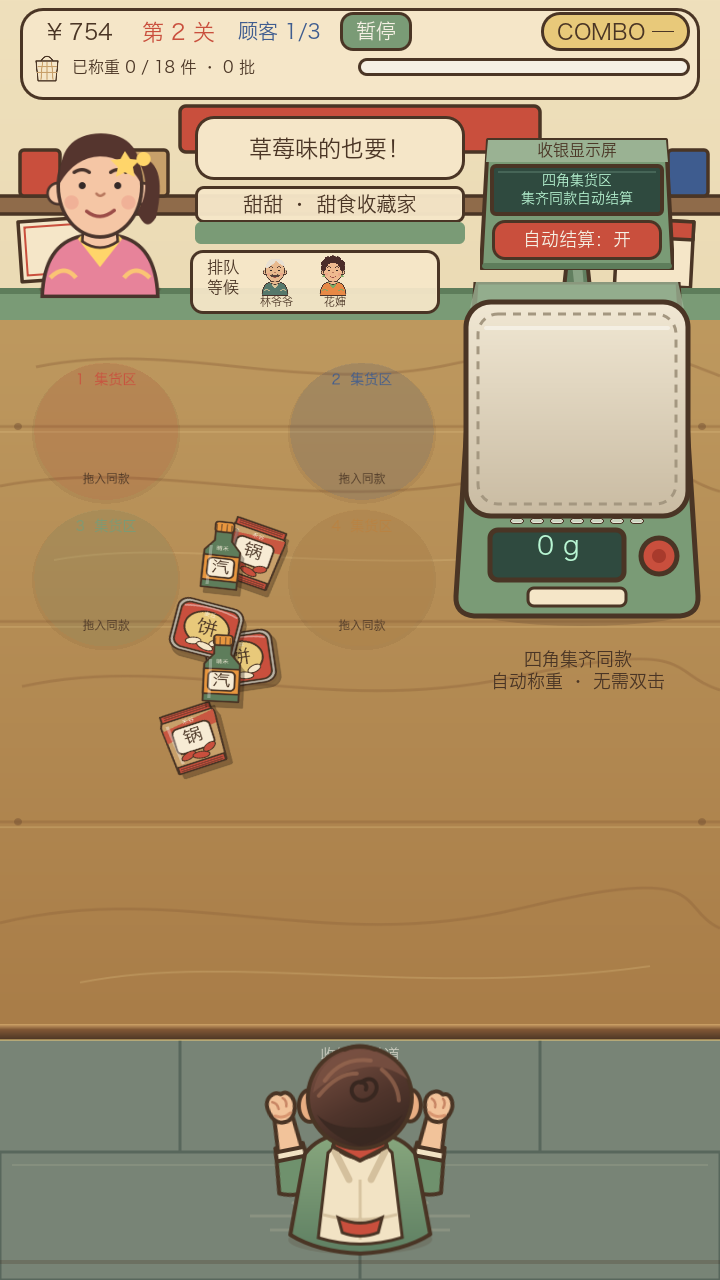 ¥ 754 第 2 关 顾客 1/3 暂停 COMBO —
已称重 0 / 18 件 · 0 批
草莓味的也要！
甜甜 · 甜食收藏家
排队
等候
林爷爷
花婶
收银显示屏
四角集货区
集齐同款自动结算
自动结算：开
1 集货区
拖入同款
2 集货区
拖入同款
拖入同款
拖入同款
锅
汽
饼
饼
汽
锅
0 g
四角集齐同款
自动称重 · 无需双击